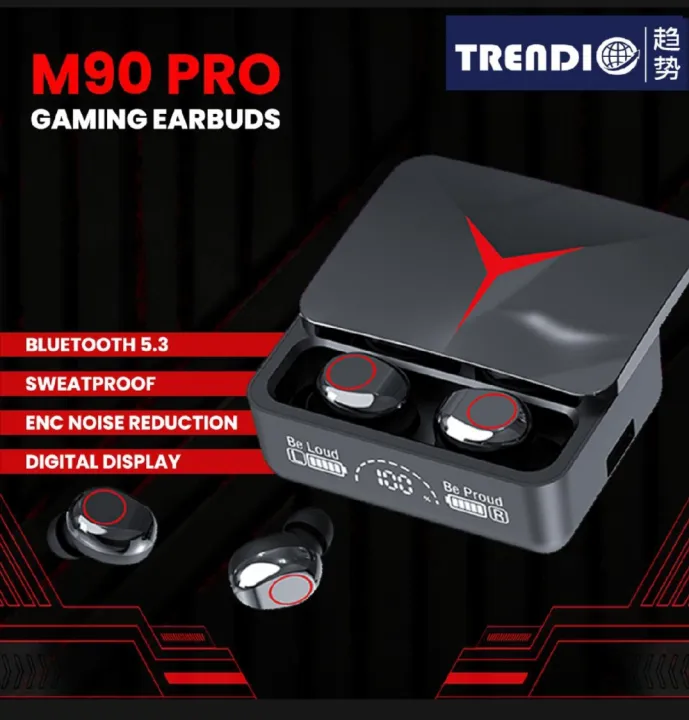 M90 PRO
GAMING EARBUDS
TRENDIO
趋势
BLUETOOTH 5.3
SWEATPROOF
ENC NOISE REDUCTION
DIGITAL DISPLAY
Be Loud
L
100 %
Be Proud
R